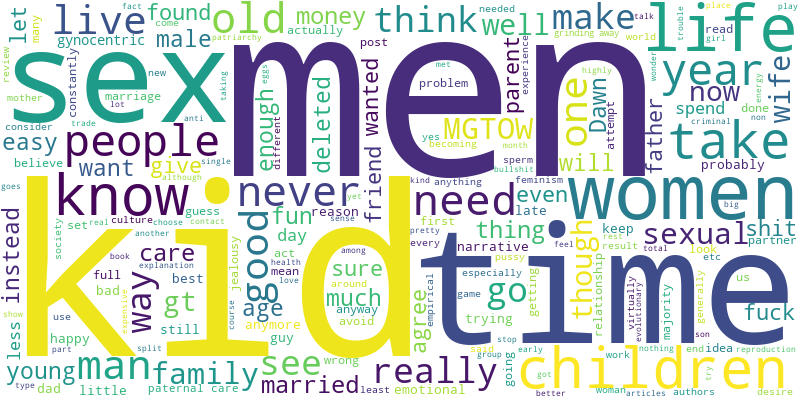 sex
men
kid
time
women
life
children
know
people
live
old
think
make
well
year
take
wife
now
man
family
see
really
good
need
never
go
one
MGTOW
sexual
shit
fuck
married
young
found
money
male
let
many
gynocentric
fact
come
patriarchy
actually
post
needed
talk
place
play
trouble
grinding away
read
girl
world
review
mother
constantly
new
marriage
lot
taking
anti
eggs
different
enough
deleted
wanted
friend
met
problem
parent
experience
yes
becoming
month
highly
Dawn
attempt
father
spend
done
energy
non
wonder
criminal
probably
consider
trade
easy
believe
want
give
single
although
yet
sperm
bullshit
feminism
will
even
late
kind
anything
big
goes
society
set
real
culture
choose
another
contact
guess
fun
day
reason
sense
first
pretty
every
thing
narrative
though
keep
result
rest
feel
total
partner
look
etc
us
instead
way
care
book
explanation
full
bad
gt
best
still
jealousy
age
act
mean
love
health
sure
much
among
around
anyway
avoid
agree
empirical
pussy
especially
game
trying
getting
relationship
virtually
evolutionary
generally
majority
son
show
use
happy
part
less
expensive
split
course
anymore
guy
wrong
stop
said
group
early
going
got
work
nothing
end
idea
reproduction
type
dad
little
paternal care
least
emotional
better
woman
articles
try
authors
desire